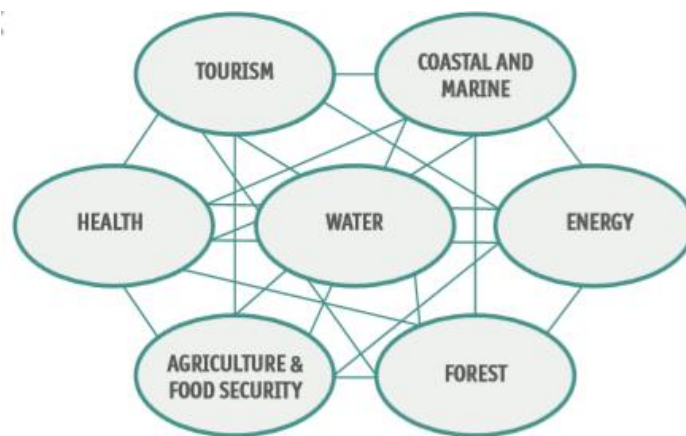 TOURISM
COASTAL AND
MARINE
HEALTH
WATER
ENERGY
AGRICULTURE &
FOOD SECURITY
FOREST